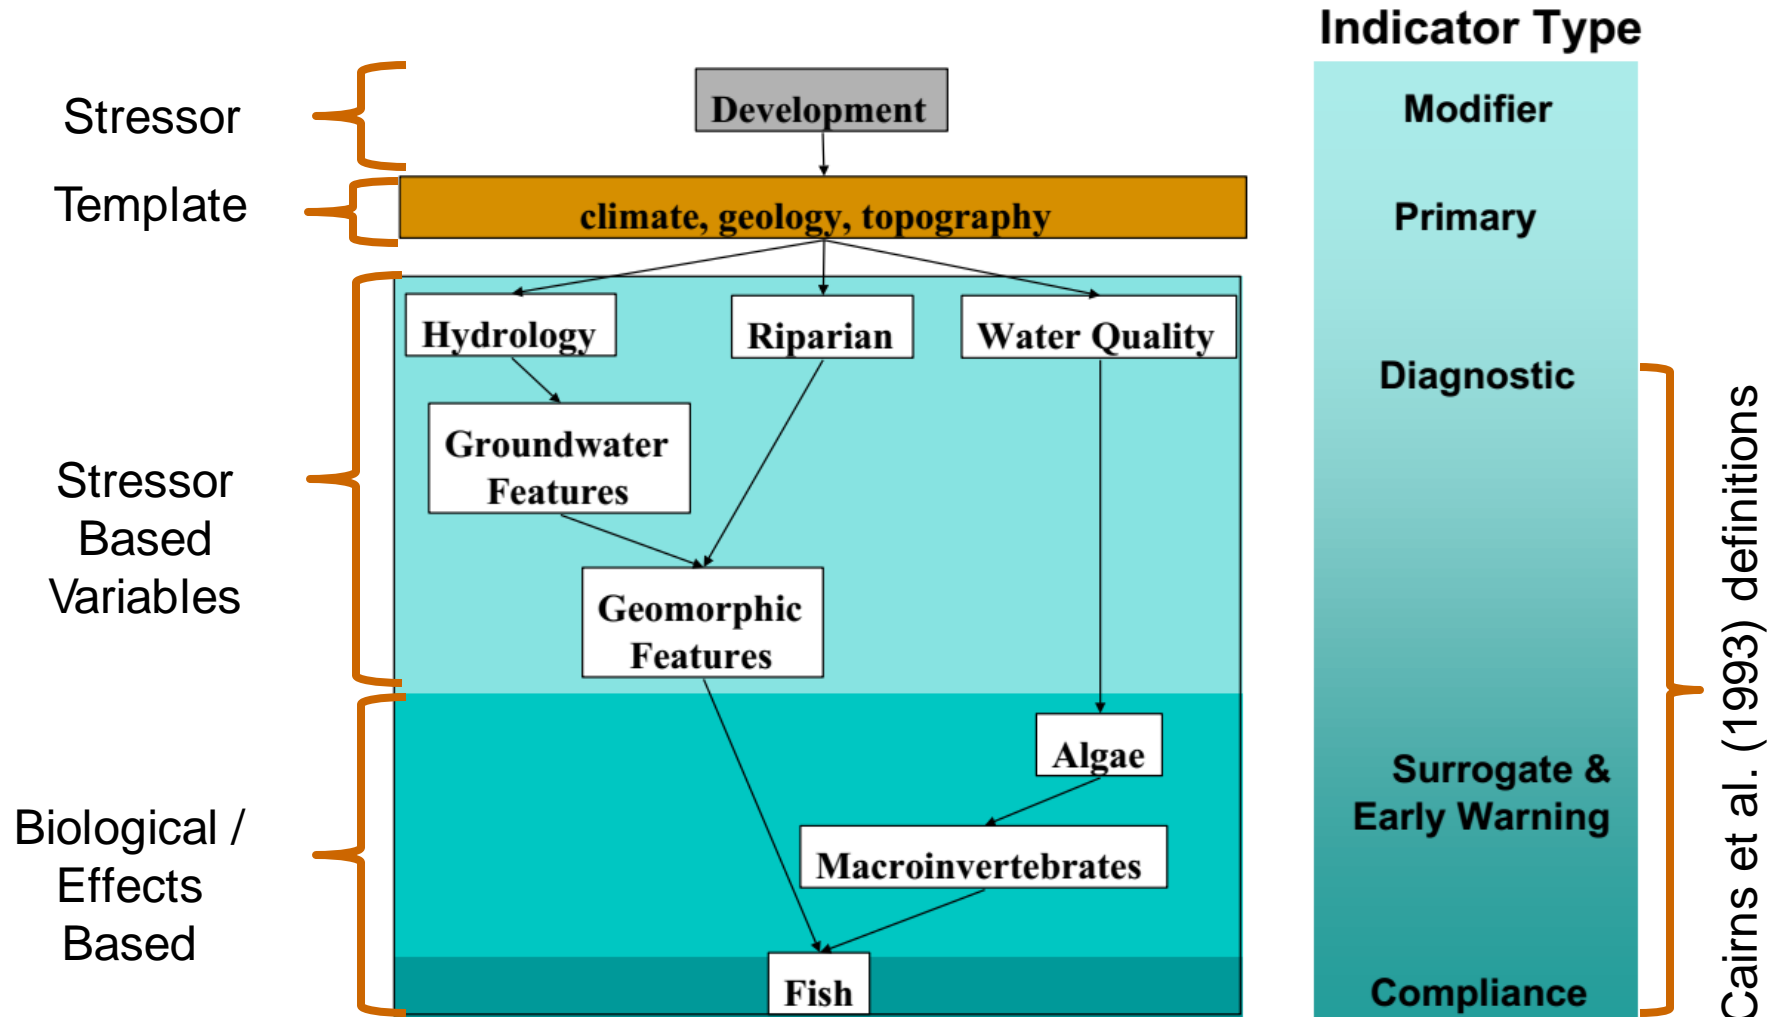 Indicator Type
Stressor
Development
Modifier
Template
climate, geology, topography
Primary
Hydrology
Riparian
Water Quality
Diagnostic
Groundwater
Features
Stressor
Based
Variables
Geomorphic
Features
Algae
Surrogate &
Early Warning
Biological /
Effects
Based
Macroinvertebrates
Fish
Compliance
Cairns et al. (1993) definitions